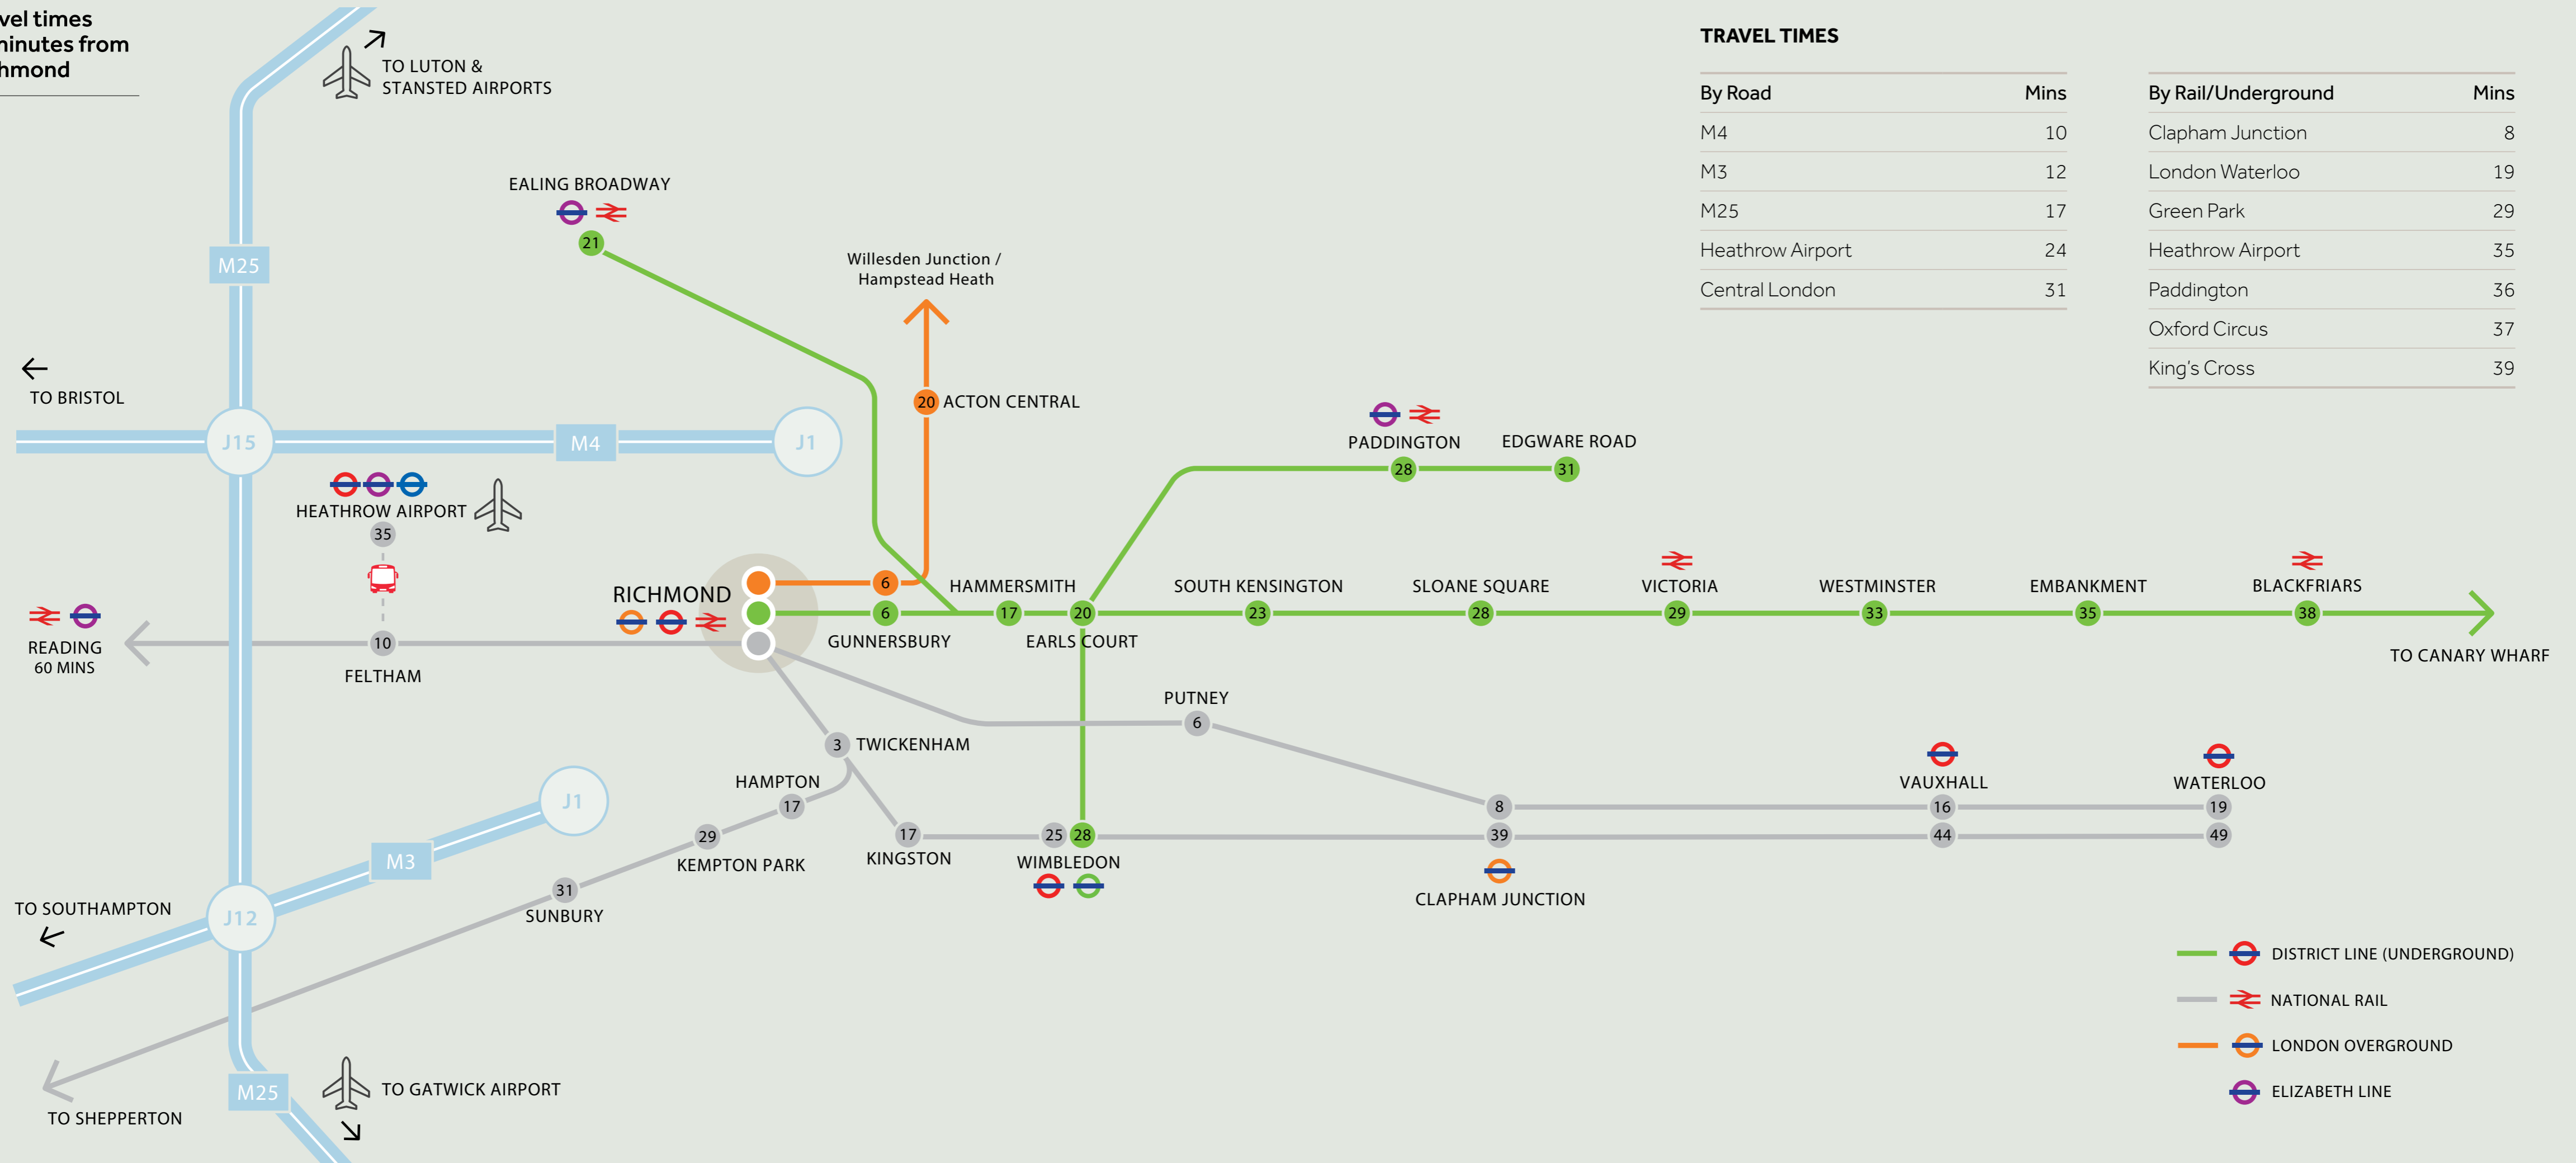 vel times
minutes from
hmond
TO LUTON &
STANSTED AIRPORTS
TRAVEL TIMES
By Road Mins
M4 10
M3 12
M25 17
Heathrow Airport 24
Central London 31
By Rail/Underground Mins
Clapham Junction 8
London Waterloo 19
Green Park 29
Heathrow Airport 35
Paddington 36
Oxford Circus 37
King's Cross 39
EALING BROADWAY
21
M25
Willesden Junction /
Hampstead Heath
TO BRISTOL
20 ACTON CENTRAL
J15
M4
J1
PADDINGTON
28
EDGWARE ROAD
31
HEATHROW AIRPORT
35
RICHMOND
6
6
GUNNERSBURY
HAMMERSMITH
17
20
EARLS COURT
SOUTH KENSINGTON
23
SLOANE SQUARE
28
VICTORIA
29
WESTMINSTER
33
EMBANKMENT
35
BLACKFRIARS
38
TO CANARY WHARF
READING
60 MINS
10
FELTHAM
PUTNEY
6
3 TWICKENHAM
HAMPTON
17
29
KEMPTON PARK
31
SUNBURY
17
KINGSTON
25 28
WIMBLEDON
8
39
CLAPHAM JUNCTION
VAUXHALL
16
44
WATERLOO
19
49
J1
M3
TO SOUTHAMPTON
J12
M25
TO GATWICK AIRPORT
TO SHEPPERTON
DISTRICT LINE (UNDERGROUND)
NATIONAL RAIL
LONDON OVERGROUND
ELIZABETH LINE